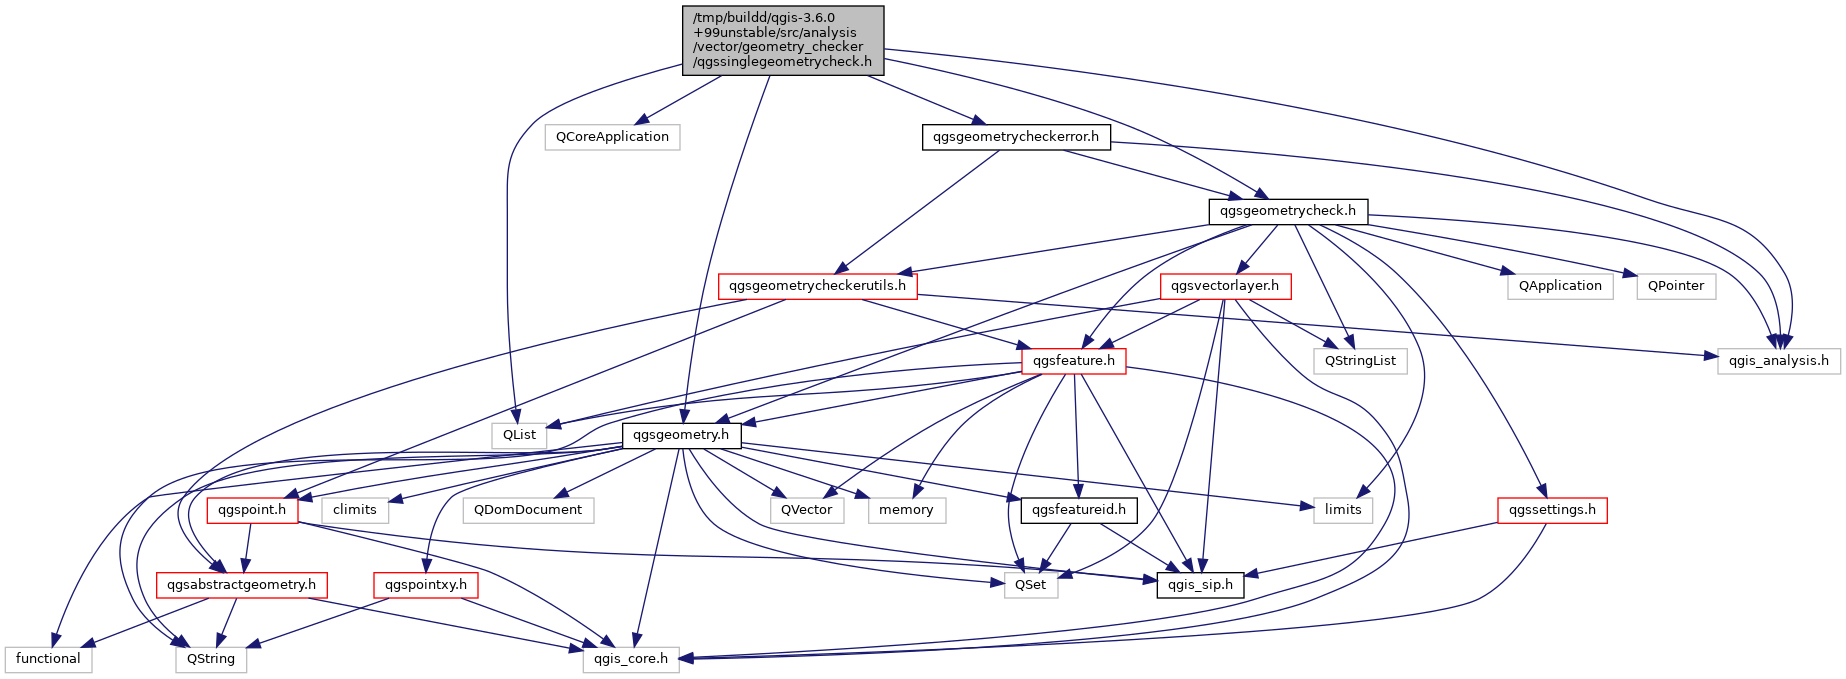 /tmp/buildd/qgis-3.6.0
+99unstable/src/analysis
/vector/geometry_checker
/qgssinglegeometrycheck.h
QCoreApplication
qgsgeometrycheckerror.h
qgsgeometrycheck.h
qgsgeometrycheckerutils.h
qgsvectorlayer.h
QApplication
QPointer
qgsfeature.h
QStringList
qgis_analysis.h
QList
qgsgeometry.h
qgspoint.h
climits
QDomDocument
QVector
memory
qgsfeatureid.h
limits
qgssettings.h
qgsabstractgeometry.h
qgspointxy.h
QSet
qgis_sip.h
functional
QString
qgis_core.h